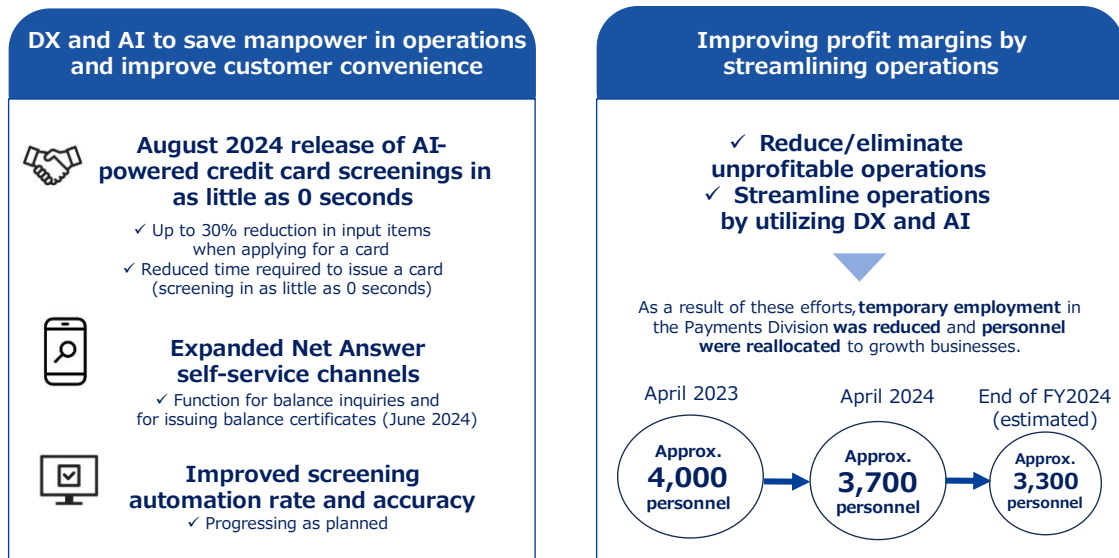 DX and AI to save manpower in operations
and improve customer convenience
August 2024 release of AI-
powered credit card screenings in
as little as 0 seconds
✓ Up to 30% reduction in input items
when applying for a card
✓ Reduced time required to issue a card
(screening in as little as 0 seconds)
Expanded Net Answer
self-service channels
✓ Function for balance inquiries and
for issuing balance certificates (June 2024)
Improved screening
automation rate and accuracy
✓ Progressing as planned
Improving profit margins by
streamlining operations
✓ Reduce/eliminate
unprofitable operations
✓ Streamline operations
by utilizing DX and AI
As a result of these efforts, temporary employment in
the Payments Division was reduced and personnel
were reallocated to growth businesses.
April 2023
Approx.
4,000
personnel
April 2024
Approx.
3,700
personnel
End of FY2024
(estimated)
Approx.
3,300
personnel